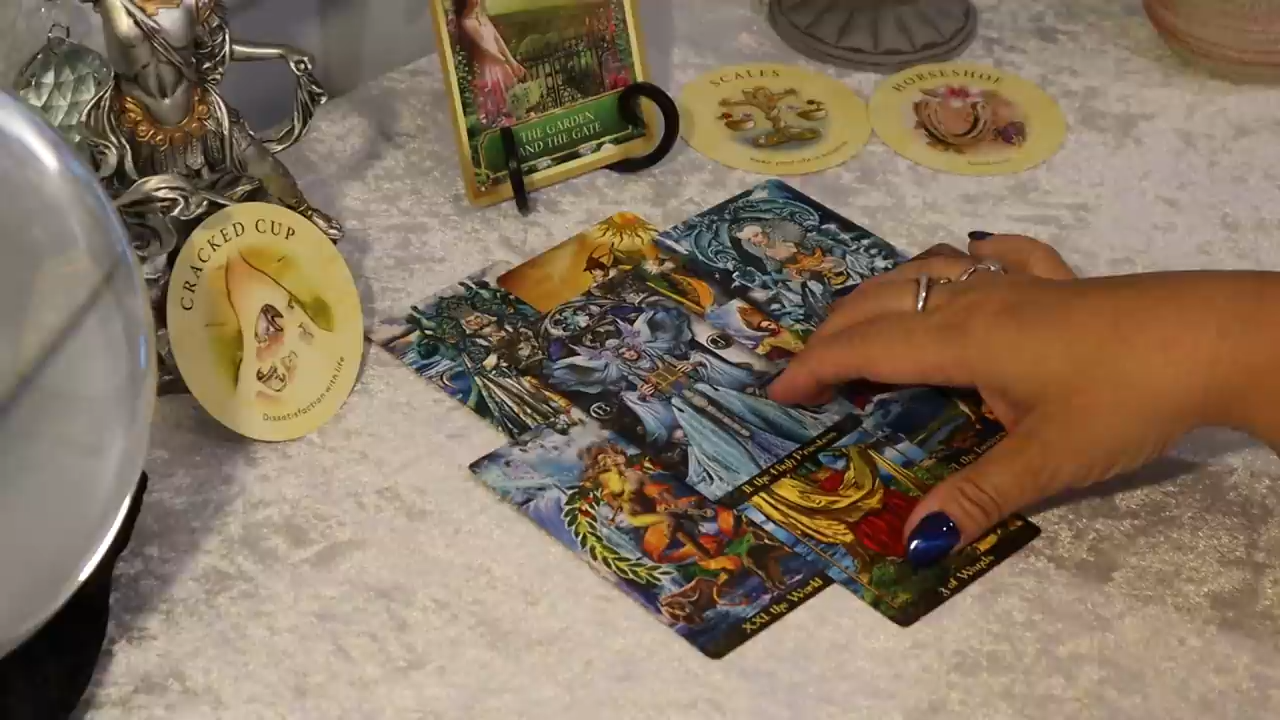 THE GARDEN
AND THE GATE
SCALES
HORSESHOE
CRACKED CUP
Dissatisfaction with life
J
B
II the High Priestess
XXI the World
3 of Wands